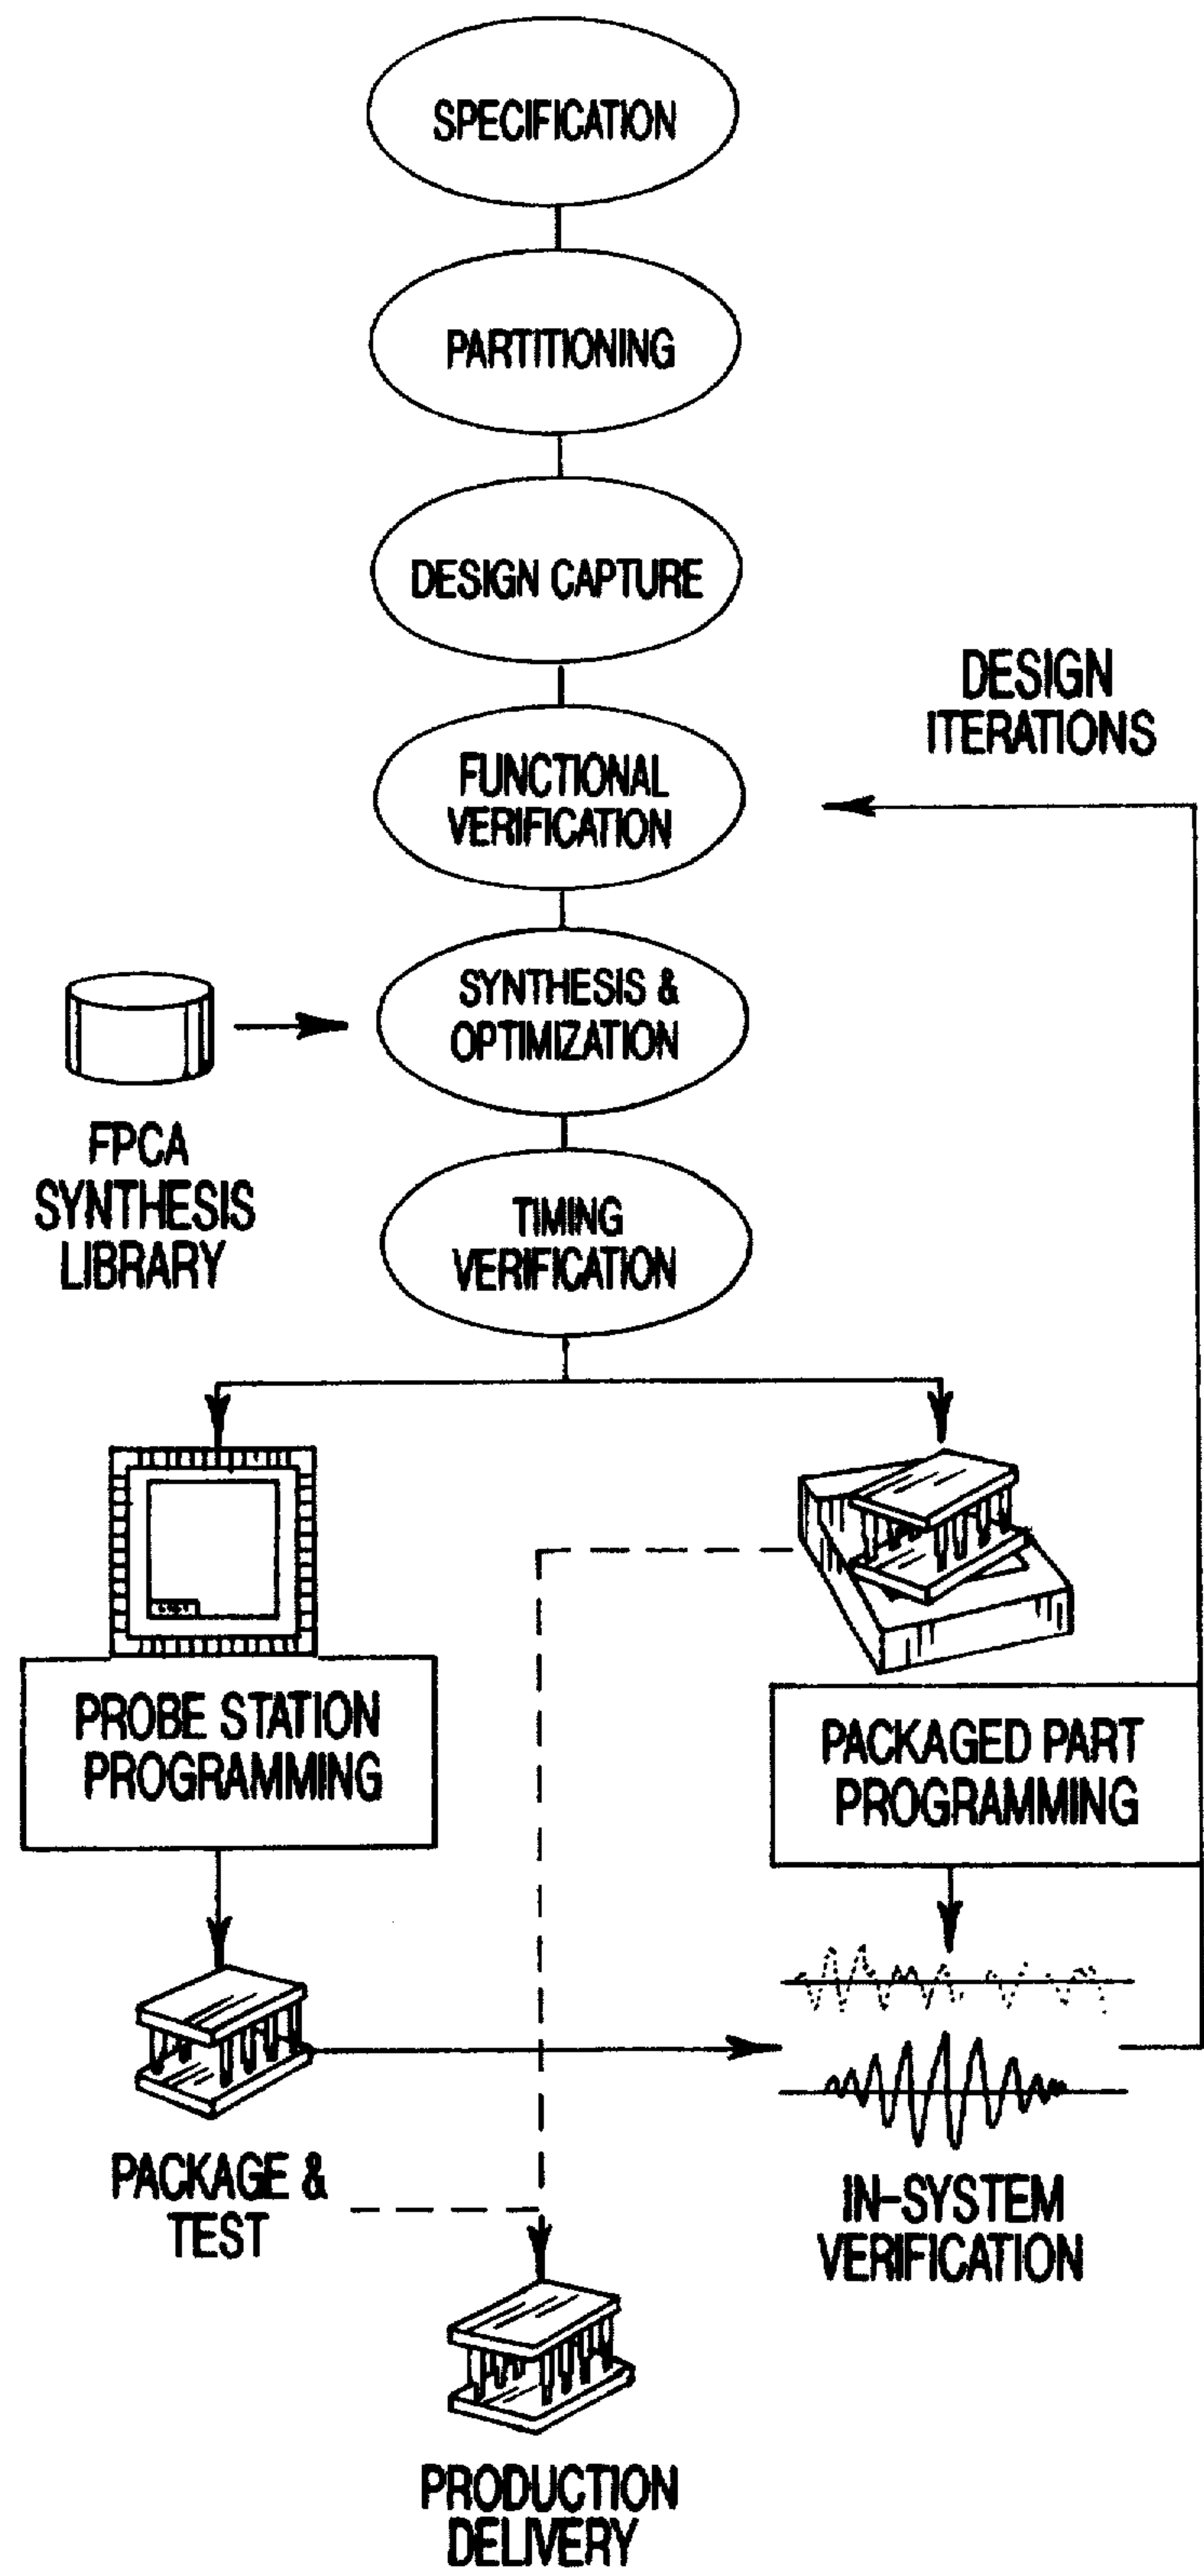 SPECIFICATION
PARTITIONING
DESIGN CAPTURE
DESIGN
ITERATIONS
FUNCTIONAL
VERIFICATION
SYNTHESIS &
OPTIMIZATION
FPCA
SYNTHESIS
LIBRARY
TIMING
VERIFICATION
PROBE STATION
PROGRAMMING
PACKAGED PART
PROGRAMMING
PACKAGE &
TEST
IN-SYSTEM
VERIFICATION
PRODUCTION
DELIVERY